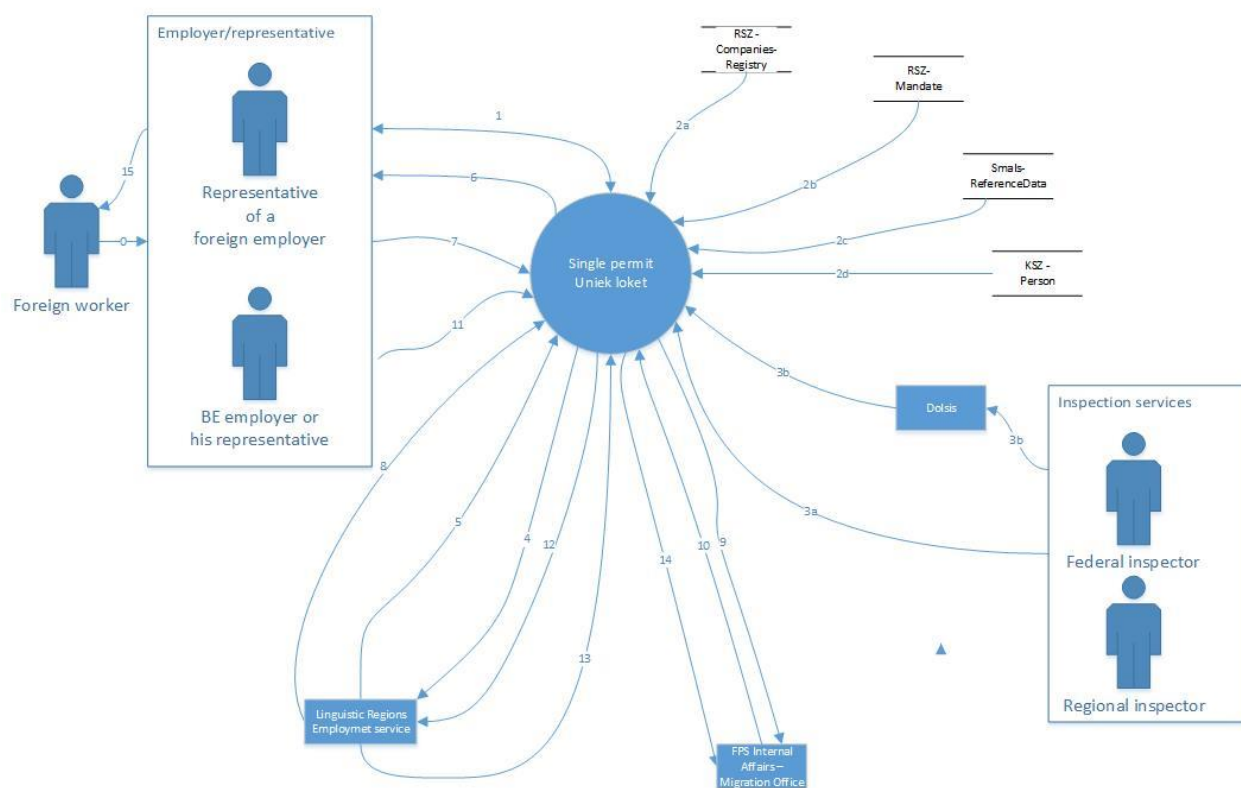 Employer/representative
Representative
of a
foreign employer
BE employer or
his representative
Foreign worker
15
0
1
6
7
11
RSZ -
Companies-
Registry
RSZ-
Mandate
Smals-
ReferenceData
KSZ -
Person
2a
2b
2c
2d
Single permit
Uniek loket
3b
Dolsis
3b
3a
Inspection services
Federal inspector
Regional inspector
8
5
4
12
14
10
9
13
Linguistic Regions
Employmet service
FPS Internal
Affairs–
Migration Office